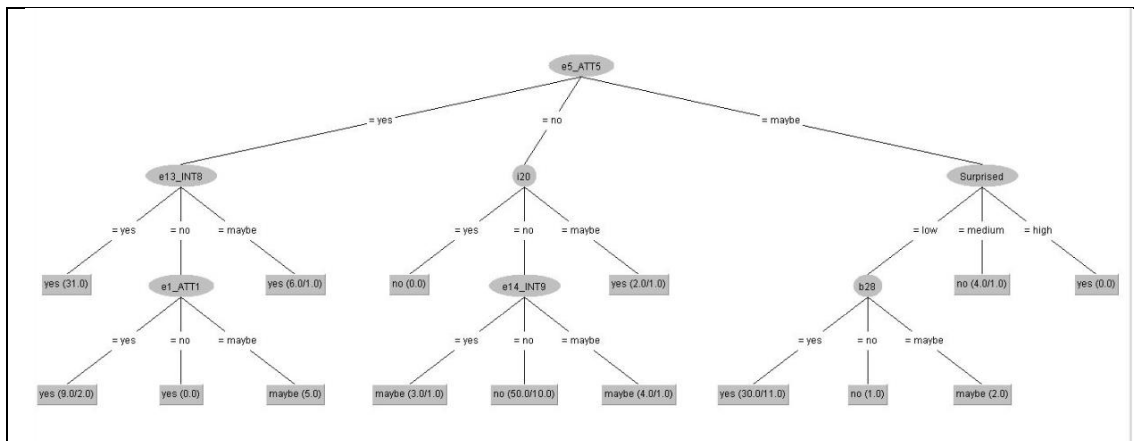 e5_ATT5
= yes = no = maybe
e13_INT8 i20 Surprised
= yes = no = maybe = yes = no = maybe = low = medium = high
yes (31.0) e1_ATT1 yes (6.0/1.0) no (0.0) e14_INT9 yes (2.0/1.0) b28 no (4.0/1.0) yes (0.0)
= yes = no = maybe = yes = no = maybe = yes = no = maybe
yes (9.0/2.0) yes (0.0) maybe (5.0) maybe (3.0/1.0) no (50.0/10.0) maybe (4.0/1.0) yes (30.0/11.0) no (1.0) maybe (2.0)